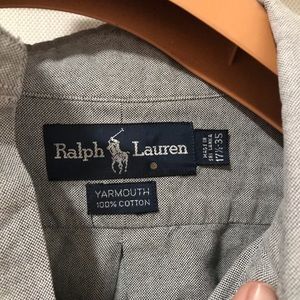 Ralph Lauren
YARMOUTH
100% COTTON
17½-35